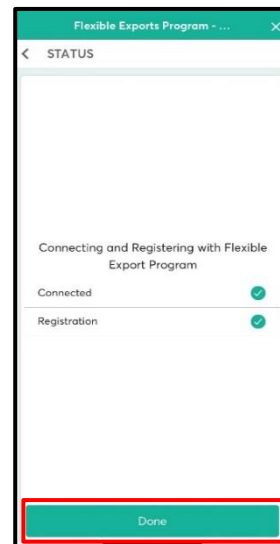 Flexible Exports Program - ...
STATUS
Connecting and Registering with Flexible
Export Program
Connected
Registration
Done